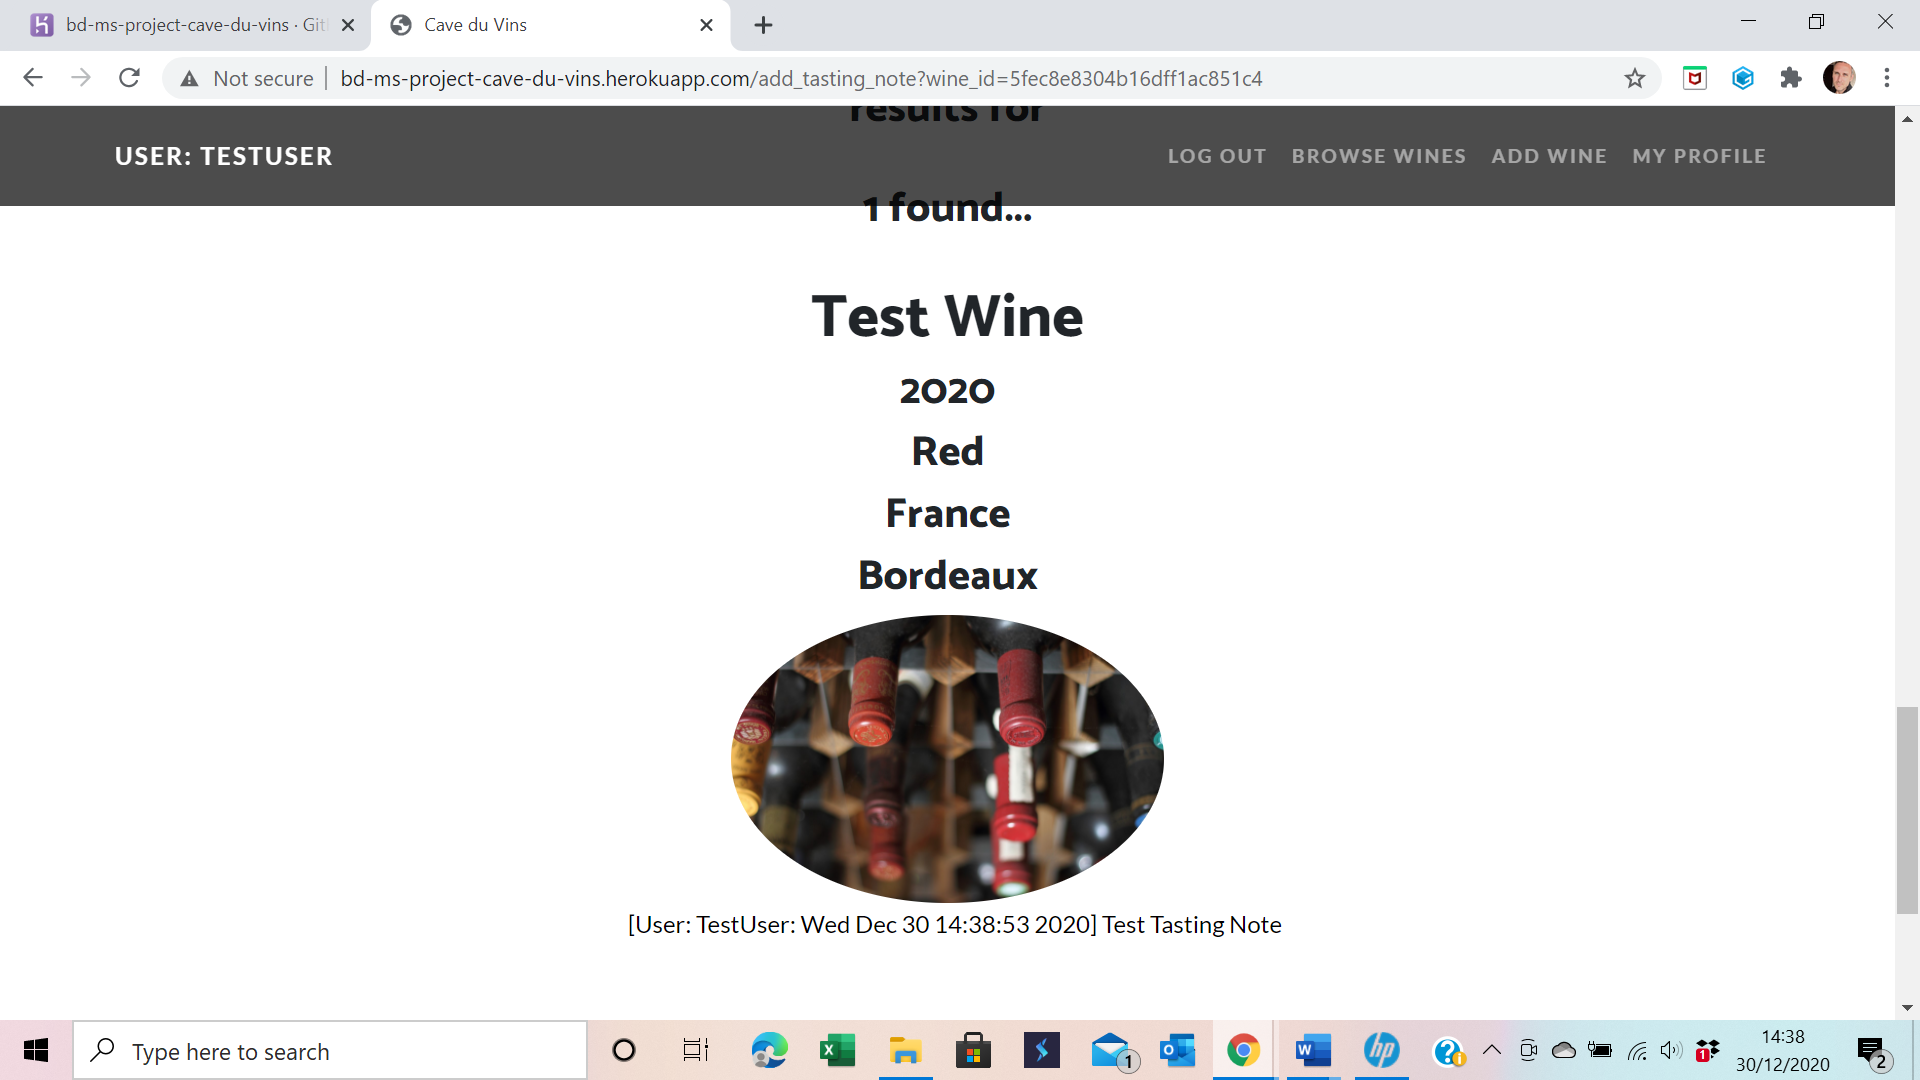 bd-ms-project-cave-du-vins · Git
Cave du Vins
Not secure
bd-ms-project-cave-du-vins.herokuapp.com/add_tasting_note?wine_id=5fec8e8304b16dff1ac851c4
results for
USER: TESTUSER
LOG OUT BROWSE WINES ADD WINE MY PROFILE
1 found...
Test Wine
2020
Red
France
Bordeaux
[User: TestUser: Wed Dec 30 14:38:53 2020] Test Tasting Note
Type here to search
1
1
14:38
30/12/2020
2